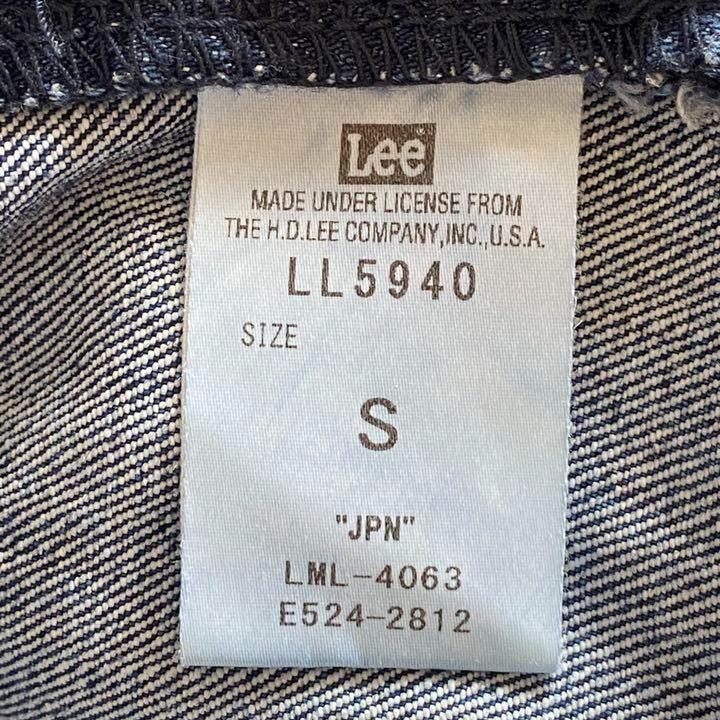 Lee®
MADE UNDER LICENSE FROM
THE H.D.LEE COMPANY,INC.,U.S.A.
LL5940
SIZE
S
"JPN"
LML-4063
E524-2812